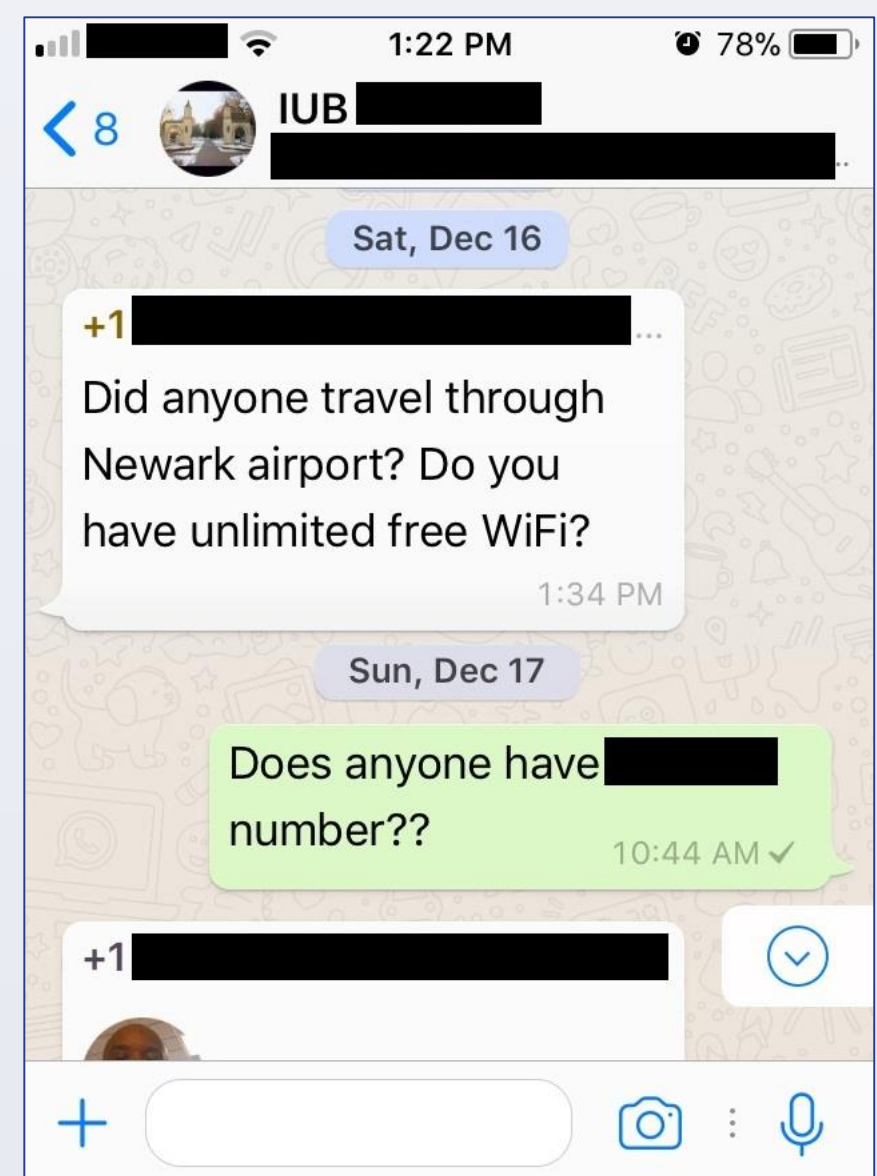 1:22 PM
78%
8
IUB
Sat, Dec 16
+1
Did anyone travel through
Newark airport? Do you
have unlimited free WiFi?
1:34 PM
Sun, Dec 17
Does anyone have
number??
10:44 AM
+1